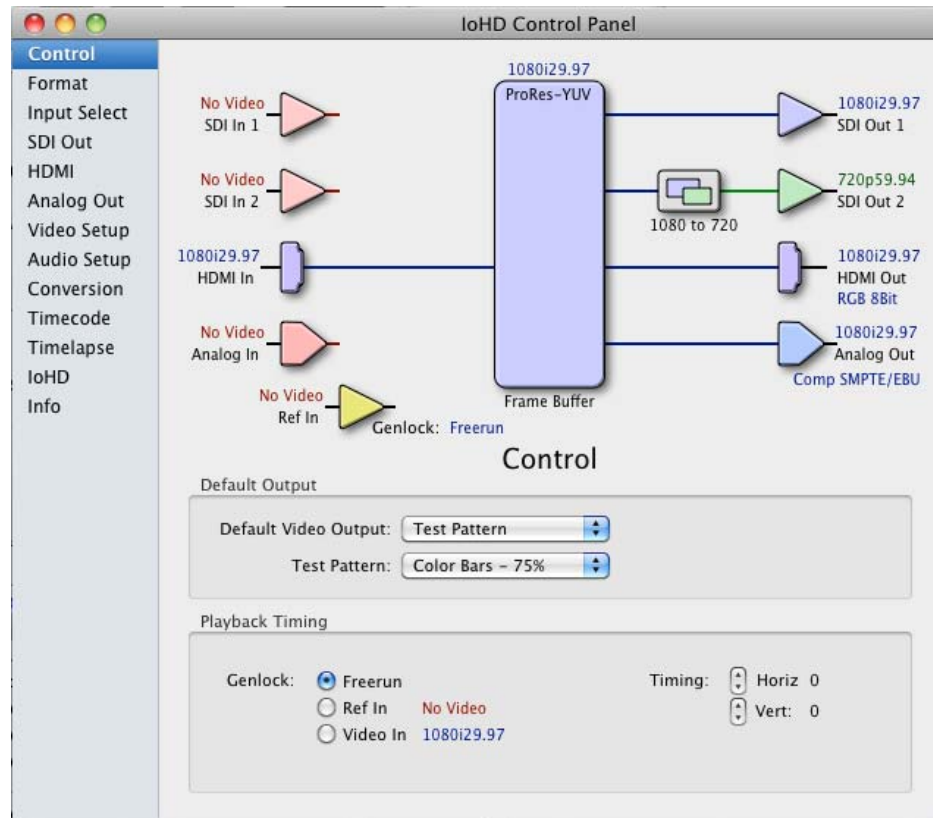 IoHD Control Panel
Control
Format
Input Select
SDI Out
HDMI
Analog Out
Video Setup
Audio Setup
Conversion
Timecode
Timelapse
IoHD
Info
1080i29.97
ProRes-YUV
Frame Buffer
No Video
SDI In 1
No Video
SDI In 2
1080i29.97
HDMI In
No Video
Analog In
No Video
Ref In
Genlock: Freerun
1080i29.97
SDI Out 1
1080 to 720
720p59.94
SDI Out 2
1080i29.97
HDMI Out
RGB 8Bit
1080i29.97
Analog Out
Comp SMPTE/EBU
Control
Default Output
Default Video Output: Test Pattern
Test Pattern: Color Bars - 75%
Playback Timing
Genlock: Freerun
Ref In No Video
Video In 1080i29.97
Timing: Horiz 0
Vert: 0